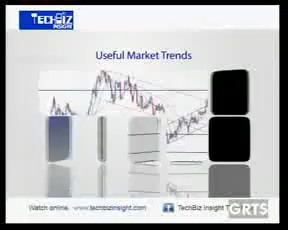 TECHBIZ
INSIGHT
Useful Market Trends
Watch online: www.techbizinsight.com
TechBiz Insight
GRTS